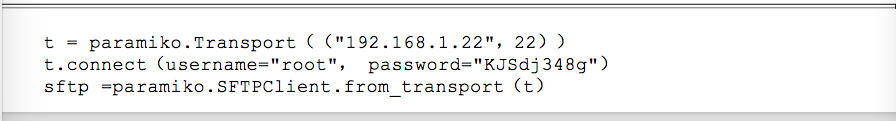 t = paramiko.Transport ( ("192.168.1.22", 22) )
t.connect (username="root", password="KJSdj348g")
sftp =paramiko.SFTPClient.from_transport (t)